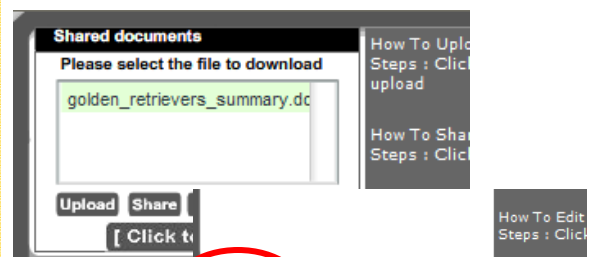 Shared documents
Please select the file to download
golden_retrievers_summary.dc
Upload Share
[ Click to
How To Uplo
Steps : Click
upload
How To Shar
Steps : Click
How To Edit
Steps : Click